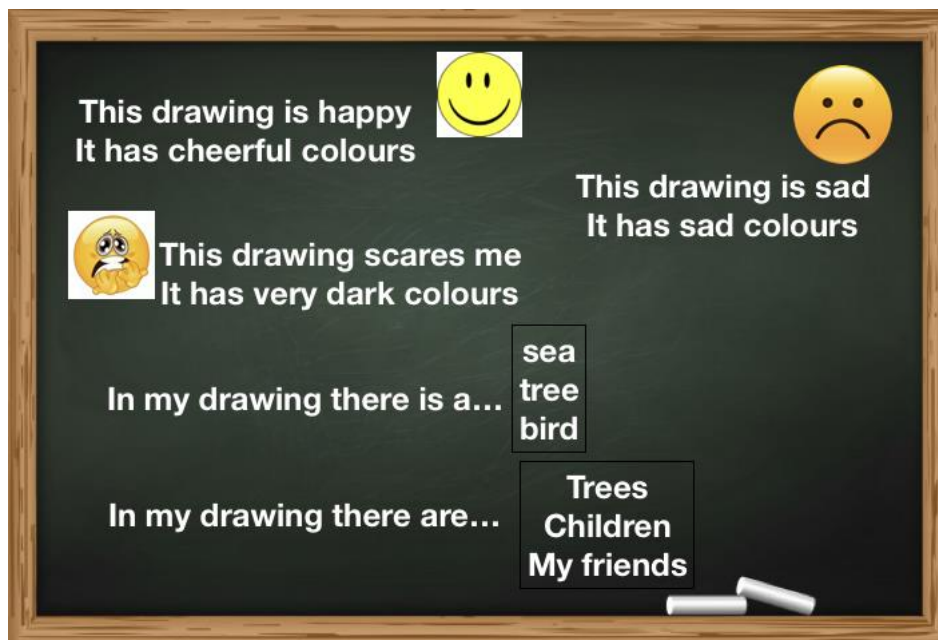 This drawing is happy
It has cheerful colours
This drawing is sad
It has sad colours
This drawing scares me
It has very dark colours
In my drawing there is a...
sea
tree
bird
In my drawing there are...
Trees
Children
My friends